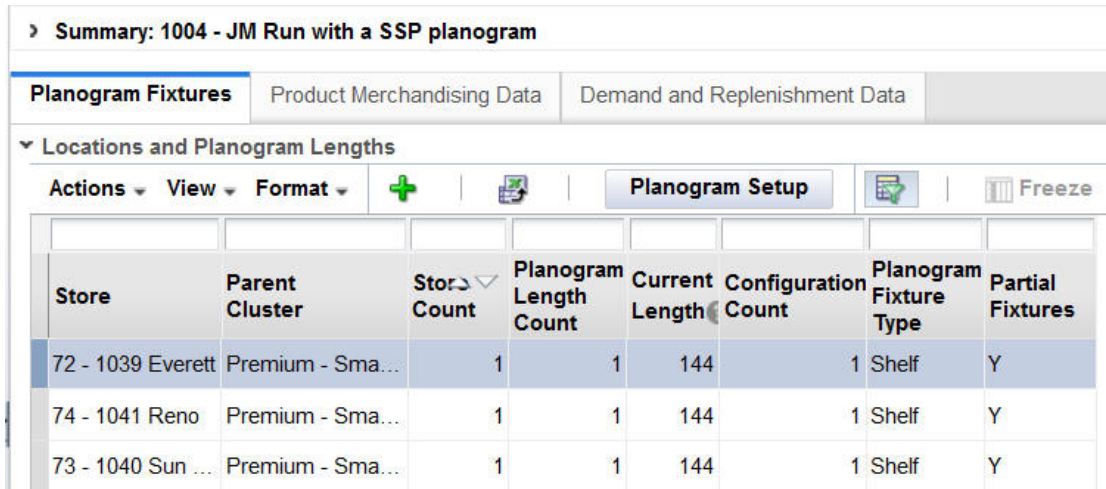 Summary: 1004 - JM Run with a SSP planogram
Planogram Fixtures Product Merchandising Data Demand and Replenishment Data
Locations and Planogram Lengths
Actions View Format Planogram Setup Freeze
Store Parent Cluster Store Count Planogram Length Count Current Length Configuration Count Planogram Fixture Type Partial Fixtures
72 - 1039 Everett Premium - Sma... 1 1 144 1 Shelf Y
74 - 1041 Reno Premium - Sma... 1 1 144 1 Shelf Y
73 - 1040 Sun ... Premium - Sma... 1 1 144 1 Shelf Y